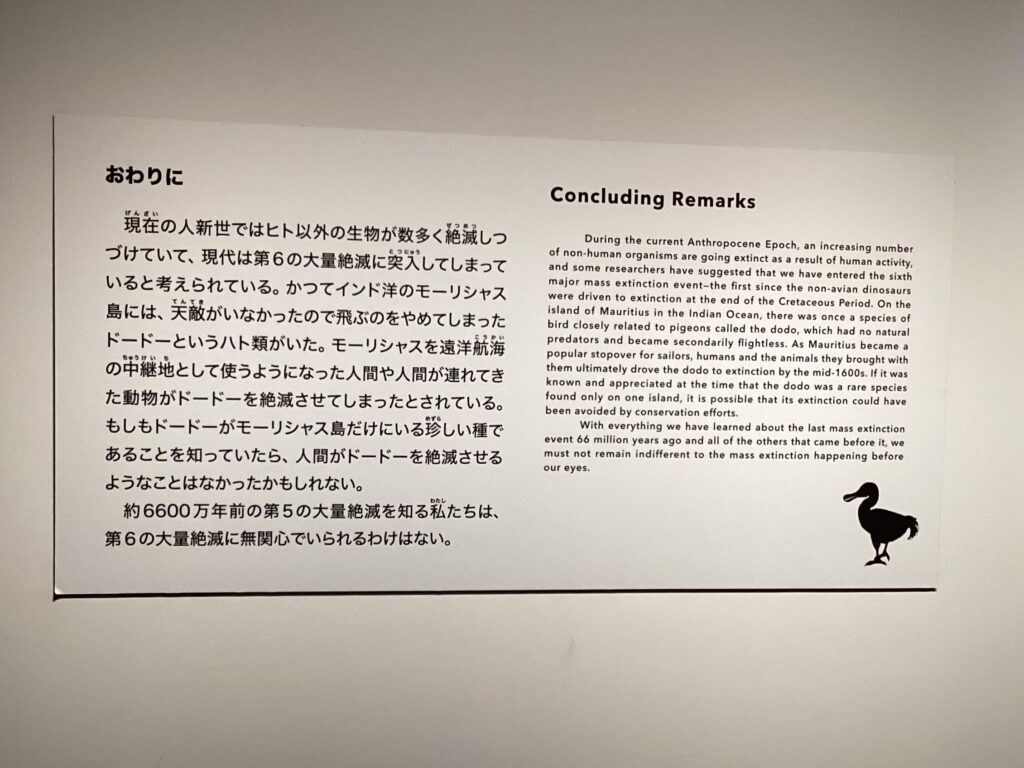 おわりに
現在の人新世ではヒト以外の生物が数多く絶滅しつ
づけていて、現代は第6の大量絶滅に突入してしまって
いると考えられている。かつてインド洋のモーリシャス
島には、天敵がいなかったので飛ぶのをやめてしまった
ドードーというハト類がいた。モーリシャスを遠洋航海
の中継地として使うようになった人間や人間が連れてき
た動物がドードーを絶滅させてしまったとされている。
もしもドードーがモーリシャス島だけにいる珍しい種で
あることを知っていたら、人間がドードーを絶滅させる
ようなことはなかったかもしれない。
約6600万年前の第5の大量絶滅を知る私たちは、
第6の大量絶滅に無関心でいられるわけはない。
Concluding Remarks
During the current Anthropocene Epoch, an increasing number
of non-human organisms are going extinct as a result of human activity,
and some researchers have suggested that we have entered the sixth
major mass extinction event—the first since the non-avian dinosaurs
were driven to extinction at the end of the Cretaceous Period. On the
island of Mauritius in the Indian Ocean, there was once a species of
bird closely related to pigeons called the dodo, which had no natural
predators and became secondarily flightless. As Mauritius became a
popular stopover for sailors, humans and the animals they brought with
them ultimately drove the dodo to extinction by the mid-1600s. If it was
known and appreciated at the time that the dodo was a rare species
found only on one island, it is possible that its extinction could have
been avoided by conservation efforts.
With everything we have learned about the last mass extinction
event 66 million years ago and all of the others that came before it, we
must not remain indifferent to the mass extinction happening before
our eyes.